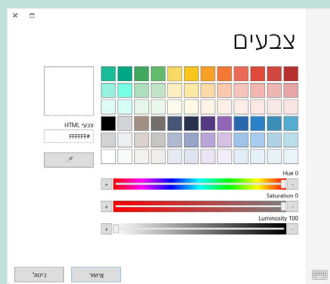 צבעים
צבעי HTML
FFFFFF#
Hue 0
+
-
Saturation 0
+
-
Luminosity 100
+
-
אישור
ביטול